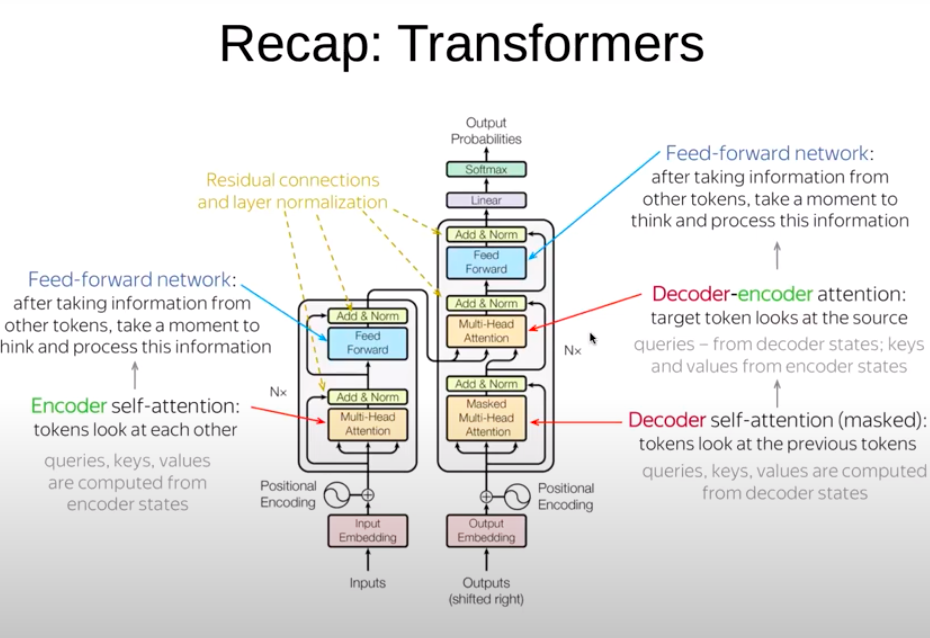 Recap: Transformers
Output
Probabilities
Softmax
Linear
Add & Norm
Feed
Forward
Add & Norm
Multi-Head
Attention
Add & Norm
Masked
Multi-Head
Attention
Nx
Positional
Encoding
Output
Embedding
Outputs
(shifted right)
Residual connections
and layer normalization
Add & Norm
Feed
Forward
Add & Norm
Multi-Head
Attention
Nx
Positional
Encoding
Input
Embedding
Inputs
Feed-forward network:
after taking information from
other tokens, take a moment to
hink and process this information
Encoder self-attention:
tokens look at each other
queries, keys, values
are computed from
encoder states
Feed-forward network:
after taking information from
other tokens, take a moment to
think and process this information
Decoder-encoder attention:
target token looks at the source
queries – from decoder states; keys
and values from encoder states
Decoder self-attention (masked):
tokens look at the previous tokens
queries, keys, values are computed
from decoder states